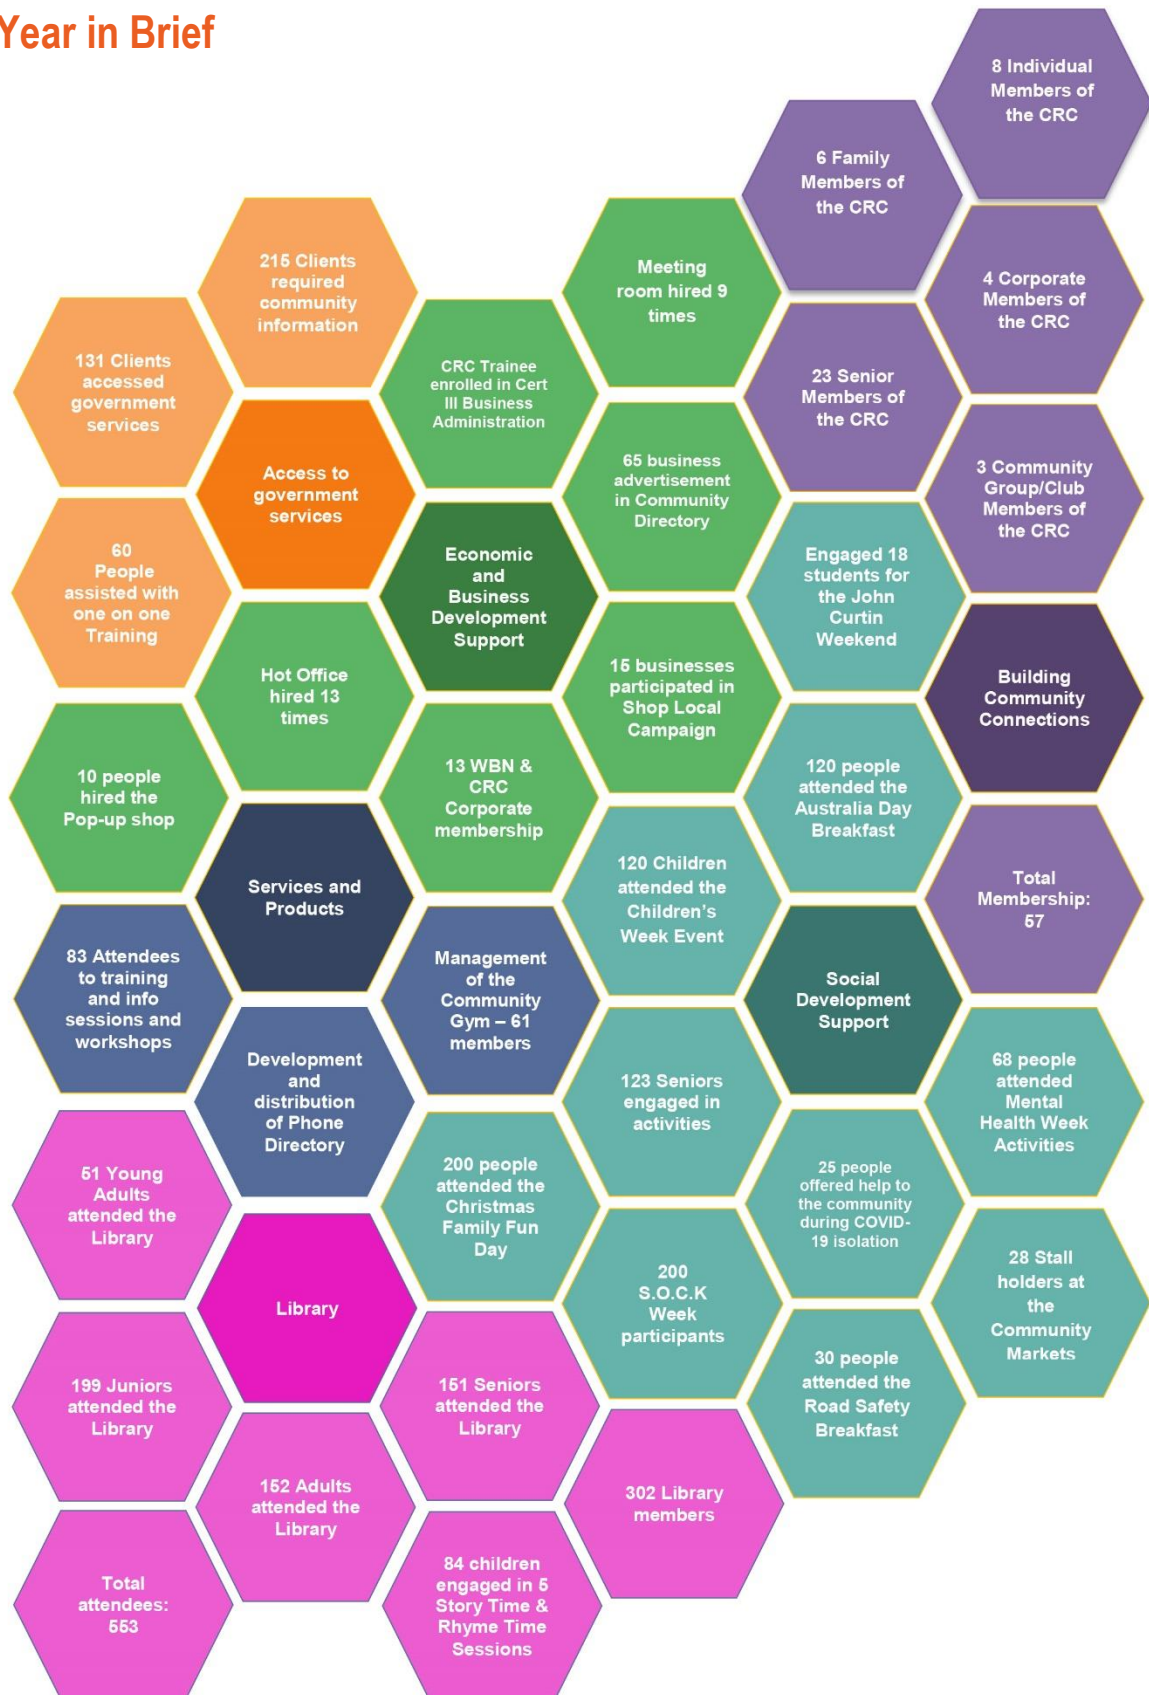 Year in Brief
8 Individual
Members of
the CRC
6 Family
Members of
the CRC
215 Clients
required
community
information
Meeting
room hired 9
times
4 Corporate
Members of
the CRC
131 Clients
accessed
government
services
CRC Trainee
enrolled in Cert
III Business
Administration
23 Senior
Members of
the CRC
Access to
government
services
65 business
advertisement
in Community
Directory
3 Community
Group/Club
Members of
the CRC
60
People
assisted with
one on one
Training
Economic
and
Business
Development
Support
Engaged 18
students for
the John
Curtin
Weekend
Hot Office
hired 13
times
15 businesses
participated in
Shop Local
Campaign
Building
Community
Connections
10 people
hired the
Pop-up shop
13 WBN &
CRC
Corporate
membership
120 people
attended the
Australia Day
Breakfast
Services and
Products
120 Children
attended the
Children's
Week Event
Total
Membership:
57
83 Attendees
to training
and info
sessions and
workshops
Management
of the
Community
Gym – 61
members
Social
Development
Support
Development
and
distribution
of Phone
Directory
123 Seniors
engaged in
activities
68 people
attended
Mental
Health Week
Activities
51 Young
Adults
attended the
Library
200 people
attended the
Christmas
Family Fun
Day
25 people
offered help to
the community
during COVID-
19 isolation
Library
200
S.O.C.K
Week
participants
28 Stall
holders at
the
Community
Markets
199 Juniors
attended the
Library
151 Seniors
attended the
Library
30 people
attended the
Road Safety
Breakfast
152 Adults
attended the
Library
302 Library
members
Total
attendees:
553
84 children
engaged in 5
Story Time &
Rhyme Time
Sessions